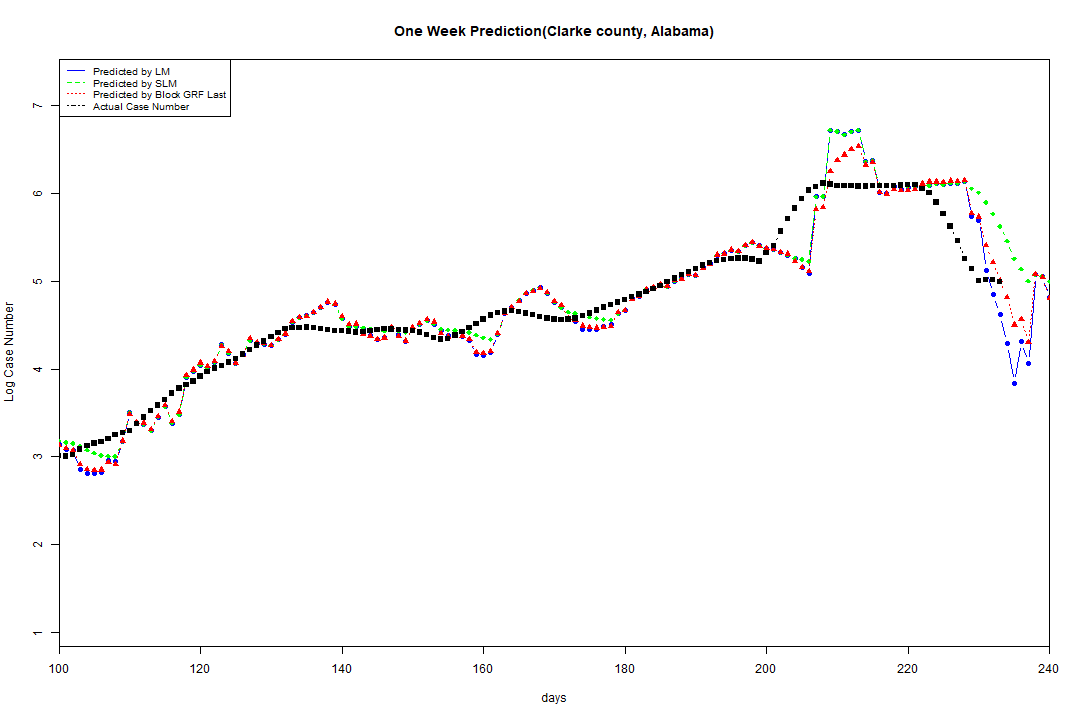 One Week Prediction(Clarke county, Alabama)
Predicted by LM
Predicted by SLM
Predicted by Block GRF Last
Actual Case Number
7
6
5
4
3
2
1
Log Case Number
100 120 140 160 180 200 220 240
days